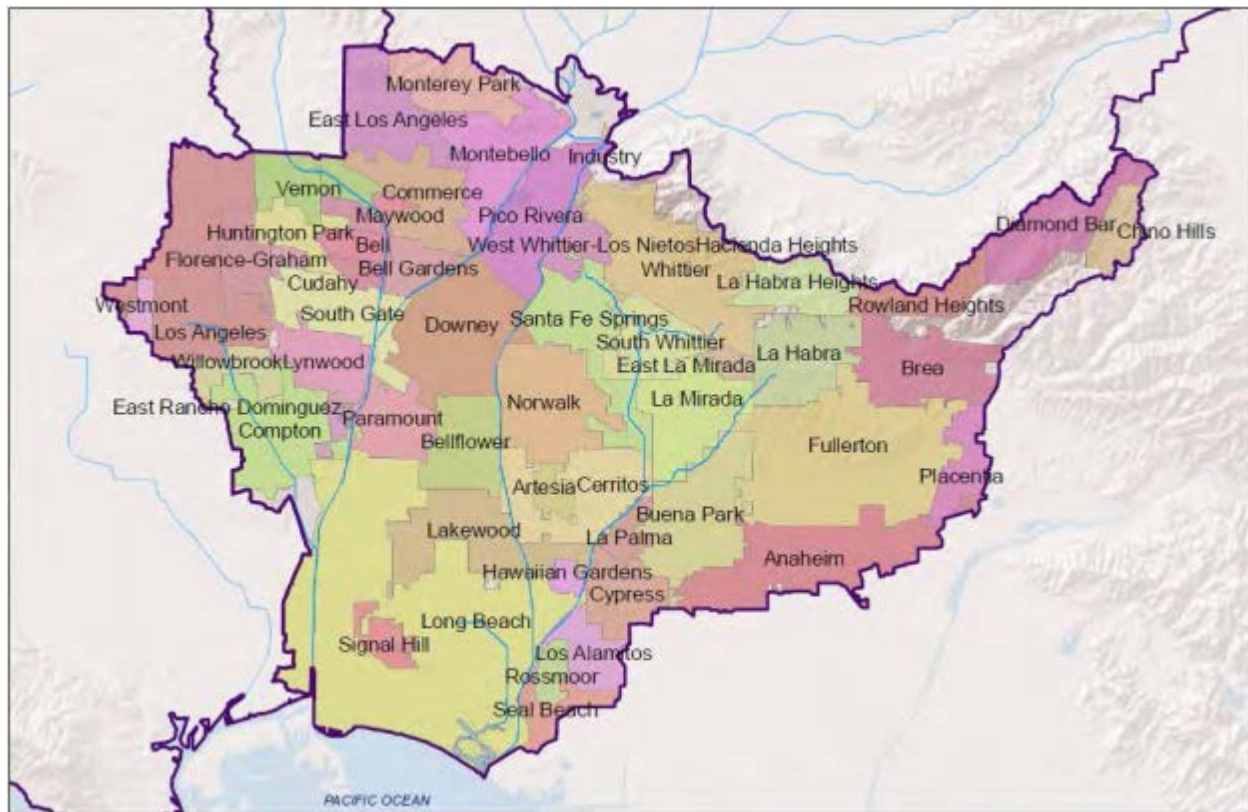 Monterey Park
East Los Angeles
Montebello
Industry
Vernon
Commerce
Maywood
Pico Rivera
Diamond Bar
Chino Hills
Huntington Park
Bell
West Whittier-Los Nietos
Hacienda Heights
Florence-Graham
Bell Gardens
Whittier
Cudahy
La Habra Heights
Westmont
South Gate
Rowland Heights
Los Angeles
Downey
Santa Fe Springs
South Whittier
La Habra
Willowbrook
Lynwood
East La Mirada
Brea
East Rancho Dominguez
Paramount
Norwalk
La Mirada
Compton
Bellflower
Fullerton
Artesia
Cerritos
Placentia
Buena Park
Lakewood
La Palma
Anaheim
Hawaiian Gardens
Cypress
Long Beach
Signal Hill
Los Alamitos
Rossmoor
Seal Beach
PACIFIC OCEAN